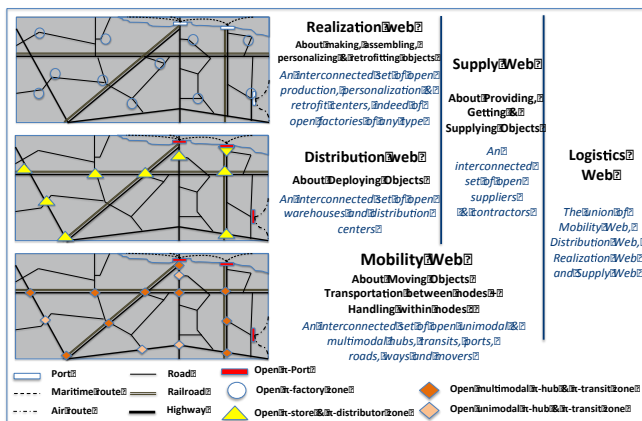 Realization web
About making, assembling,
personalizing & retrofitting objects
An interconnected set of open
production, personalization &
retrofit centers, indeed of
open factories of any type
Distribution web
About Deploying Objects
An interconnected set of open
warehouses and distribution
centers
Mobility Web
About Moving Objects
Transportation between nodes +
Handling within nodes
An interconnected set of open unimodal &
multimodal hubs, transits, ports,
roads, ways and movers
Supply Web
About Providing,
Getting &
Supplying Objects
An
interconnected
set of open
suppliers
& contractors
Logistics
Web
The union of
Mobility Web,
Distribution Web,
Realization Web
and Supply Web
Port
Maritime route
Air route
Road
Railroad
Highway
Open π-Port
Open π-factory zone
Open π-store & π-distributor zone
Open multimodal π-hub & π-transit zone
Open unimodal π-hub & π-transit zone